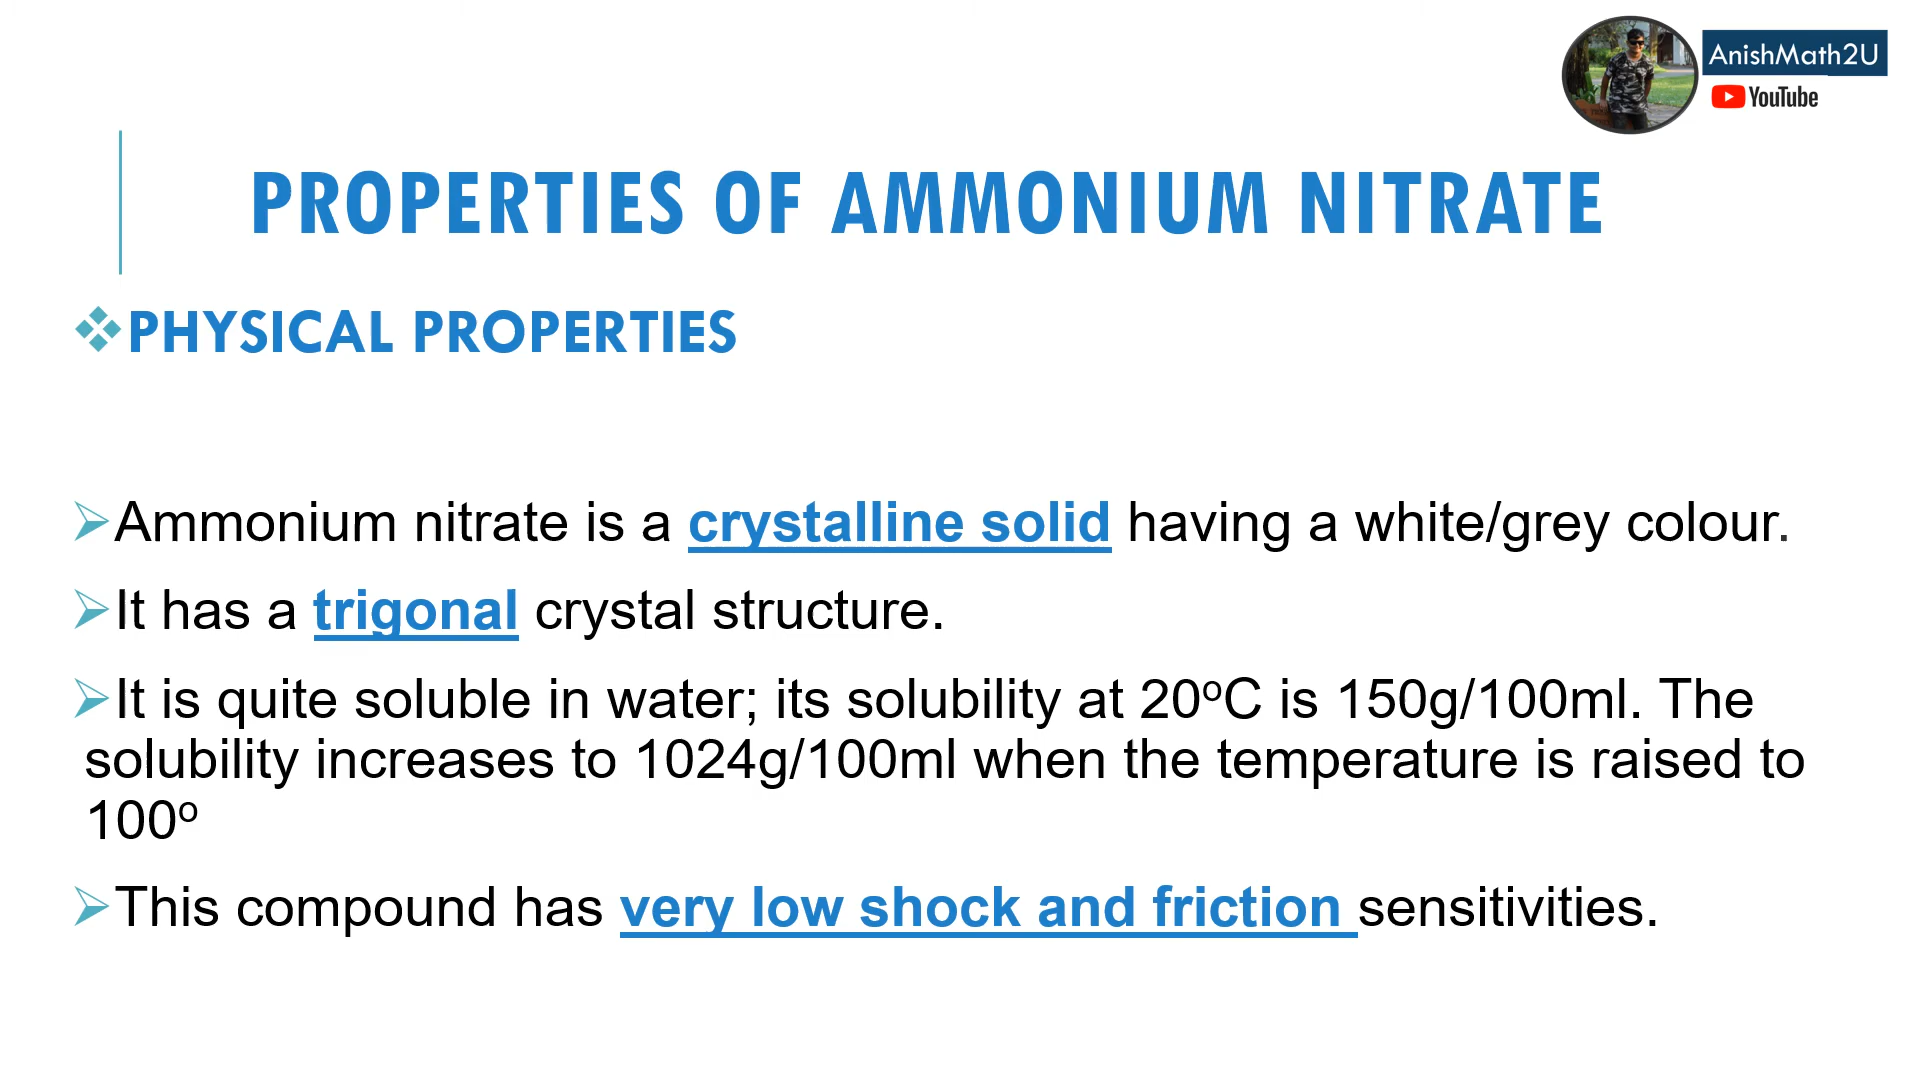 AnishMath2U
YouTube
PROPERTIES OF AMMONIUM NITRATE
❖PHYSICAL PROPERTIES
➢Ammonium nitrate is a crystalline solid having a white/grey colour.
➢It has a trigonal crystal structure.
➢It is quite soluble in water; its solubility at 20ºC is 150g/100ml. The
solubility increases to 1024g/100ml when the temperature is raised to
100º
➢This compound has very low shock and friction sensitivities.